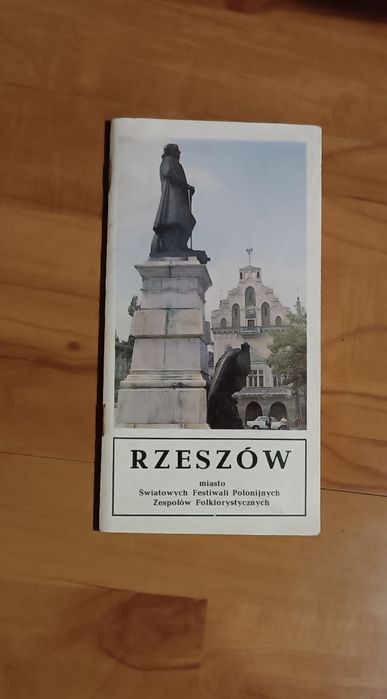 RZESZÓW
miasto
Światowych Festiwali Polonijnych
Zespołów Folklorystycznych